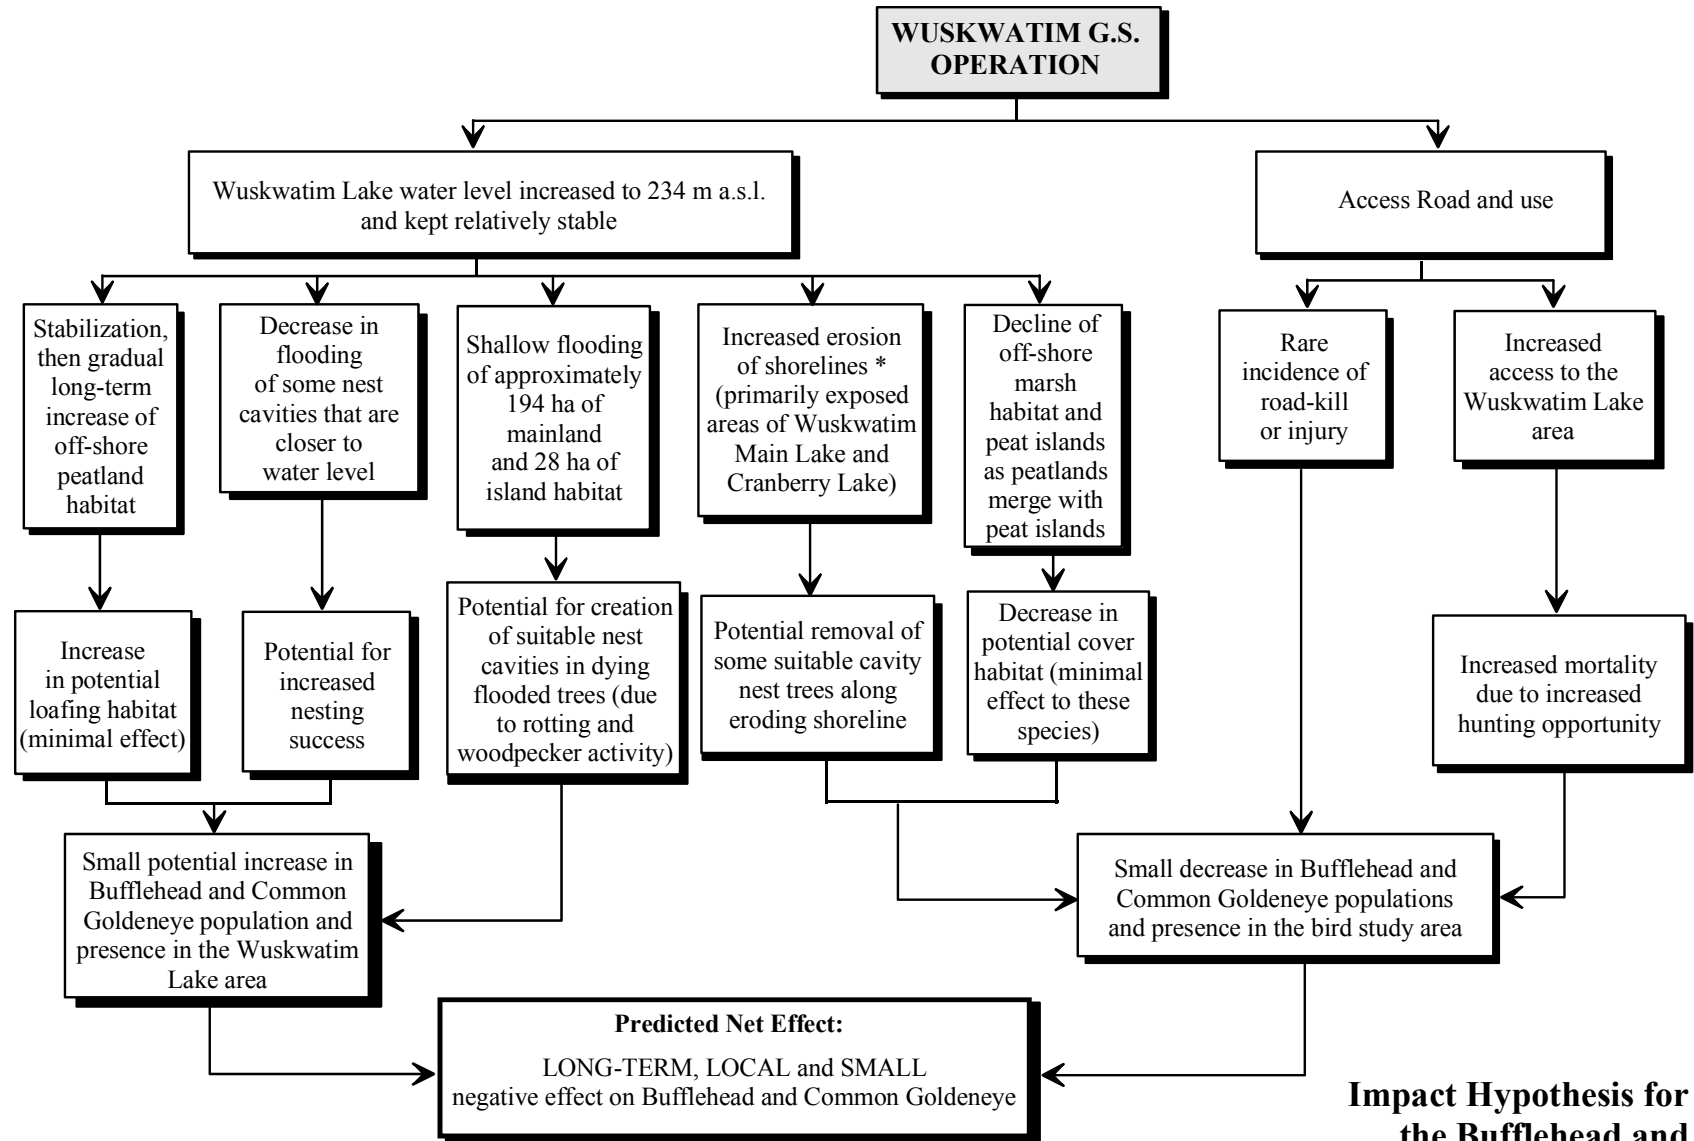 WUSKWATIM G.S.
OPERATION
Wuskwatim Lake water level increased to 234 m a.s.l.
and kept relatively stable
Access Road and use
Stabilization,
then gradual
long-term
increase of
off-shore
peatland
habitat
Decrease in
flooding
of some nest
cavities that are
closer to
water level
Shallow flooding
of approximately
194 ha of
mainland
and 28 ha of
island habitat
Increased erosion
of shorelines *
(primarily exposed
areas of Wuskwatim
Main Lake and
Cranberry Lake)
Decline of
off-shore
marsh
habitat and
peat islands
as peatlands
merge with
peat islands
Rare
incidence of
road-kill
or injury
Increased
access to the
Wuskwatim Lake
area
Increase
in potential
loafing habitat
(minimal effect)
Potential for
increased
nesting
success
Potential for creation
of suitable nest
cavities in dying
flooded trees (due
to rotting and
woodpecker activity)
Potential removal of
some suitable cavity
nest trees along
eroding shoreline
Decrease in
potential cover
habitat (minimal
effect to these
species)
Increased mortality
due to increased
hunting opportunity
Small potential increase in
Bufflehead and Common
Goldeneye population and
presence in the Wuskwatim
Lake area
Small decrease in Bufflehead and
Common Goldeneye populations
and presence in the bird study area
Predicted Net Effect:
LONG-TERM, LOCAL and SMALL
negative effect on Bufflehead and Common Goldeneye
Impact Hypothesis for
the Bufflehead and